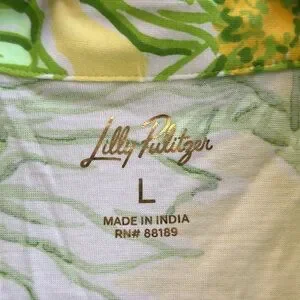 Lilly Pulitzer
L
MADE IN INDIA
RN# 88189